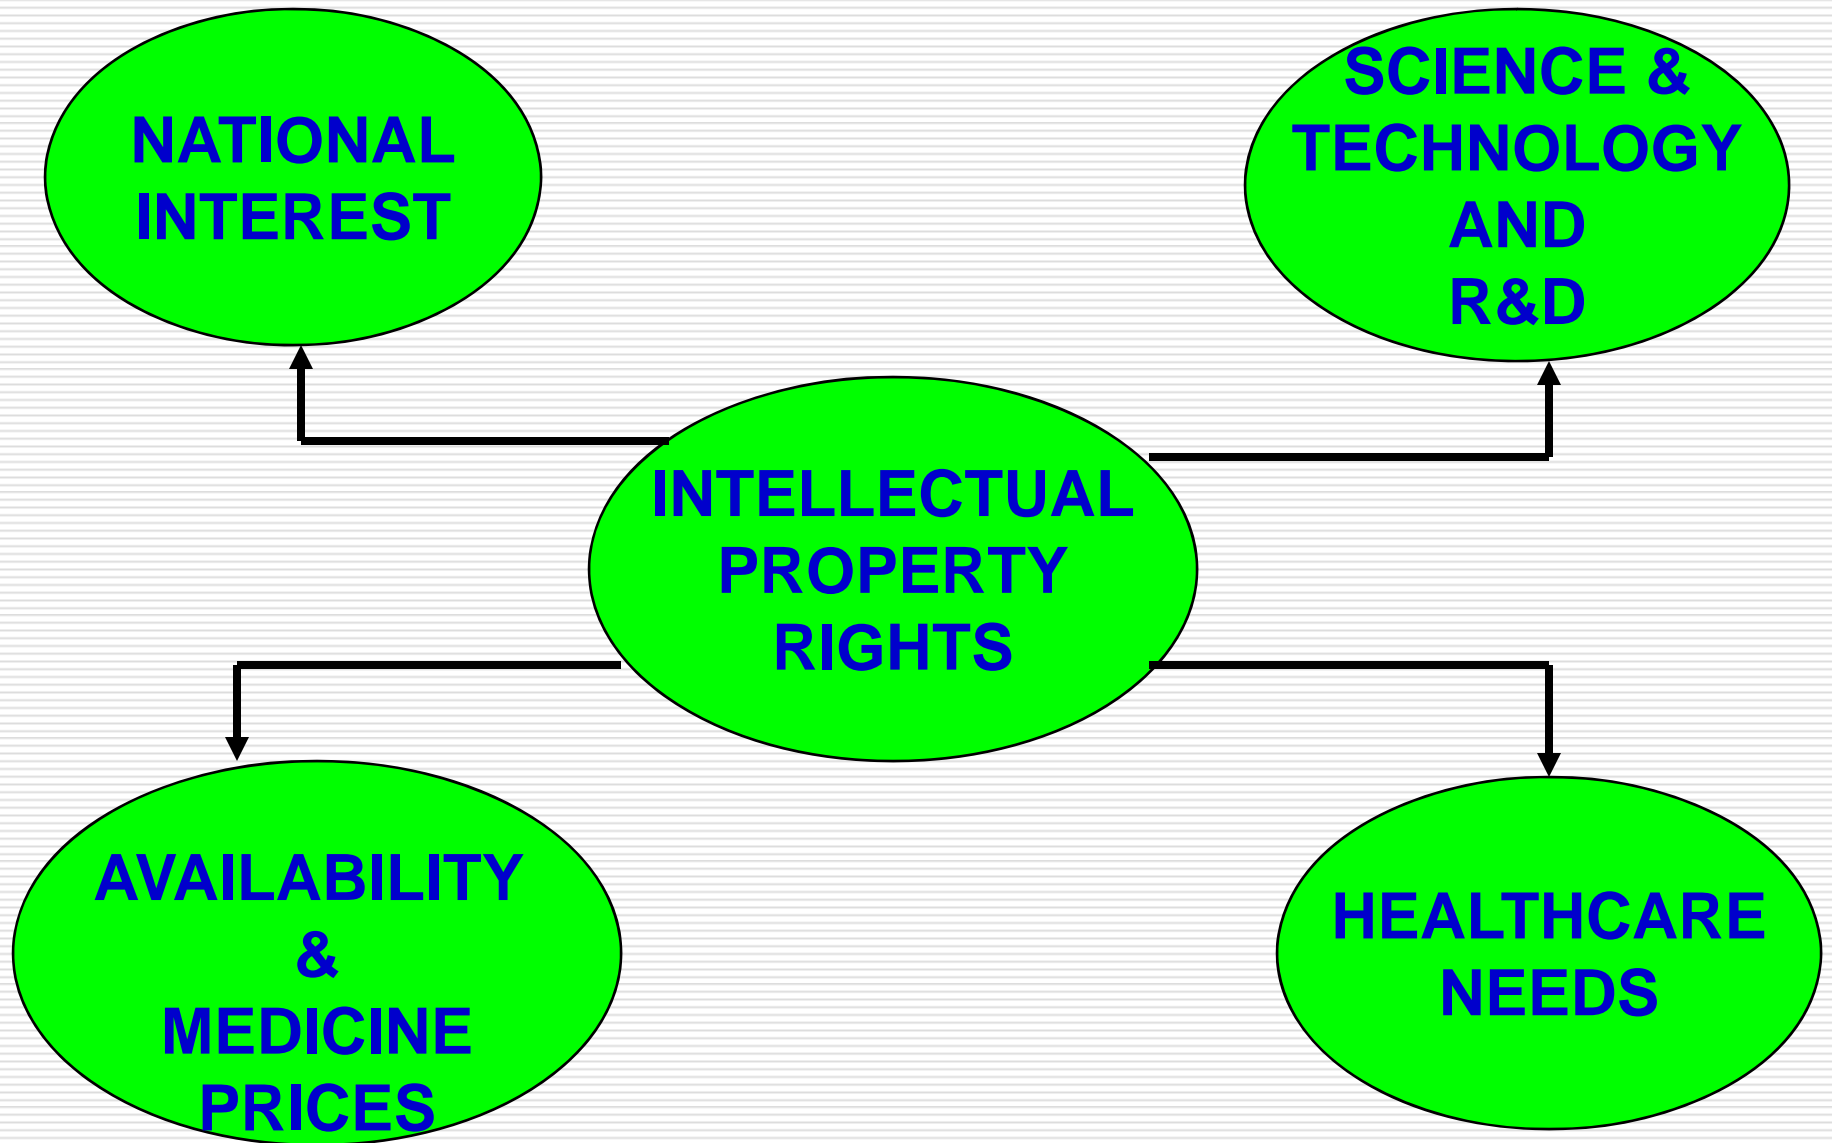 NATIONAL
INTEREST
SCIENCE &
TECHNOLOGY
AND
R&D
INTELLECTUAL
PROPERTY
RIGHTS
AVAILABILITY
&
MEDICINE
PRICES
HEALTHCARE
NEEDS